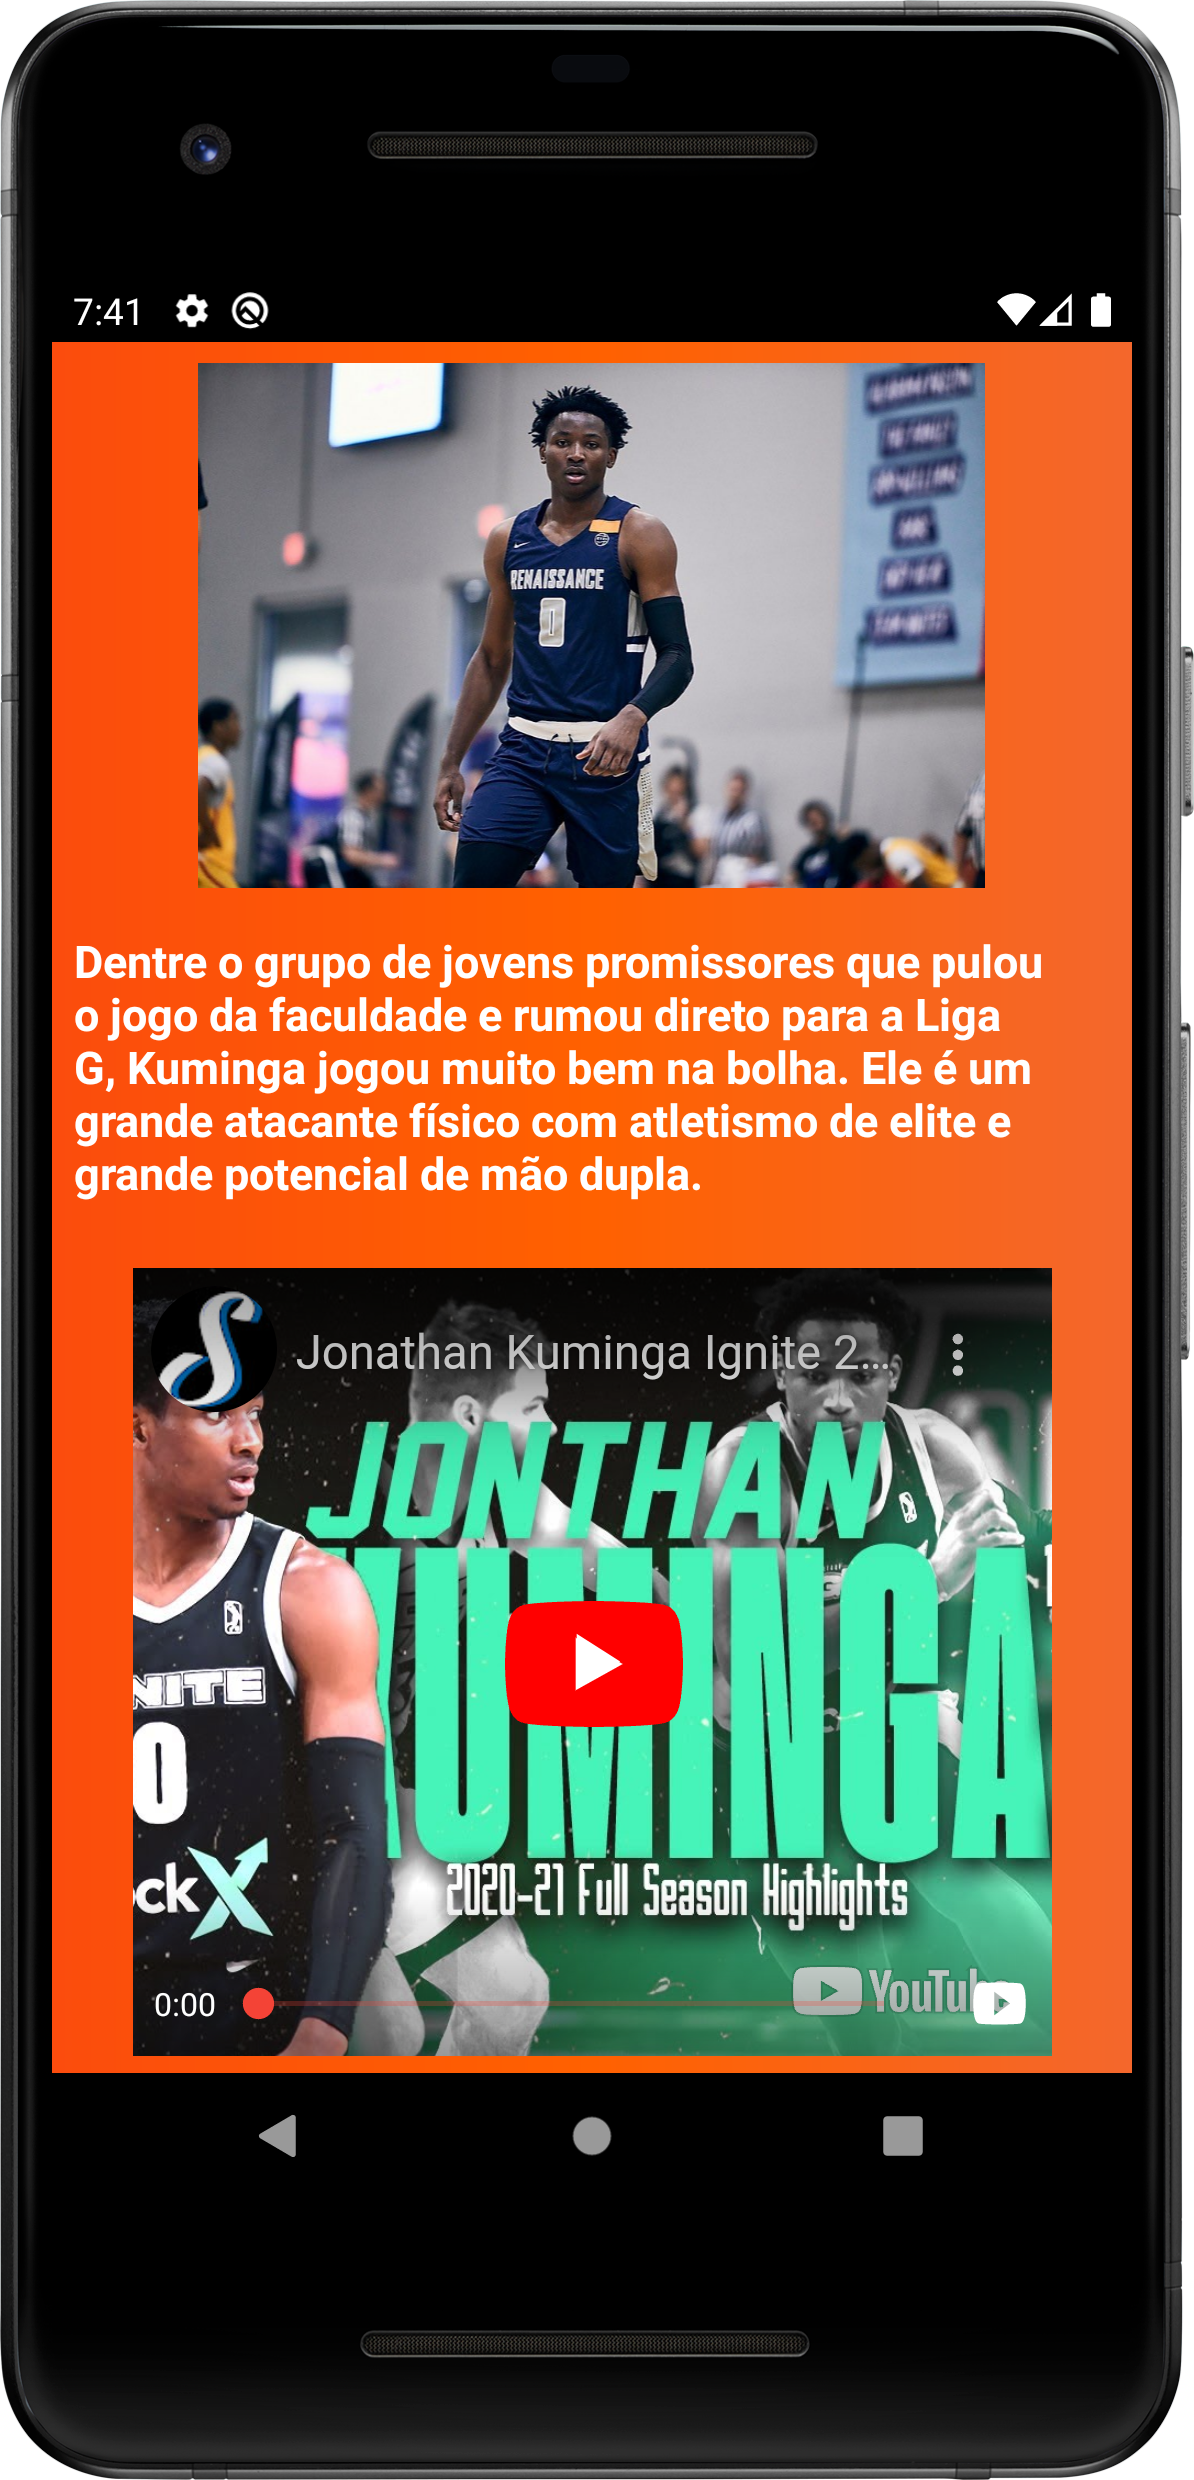 7:41
RENAISSANCE
0
Dentre o grupo de jovens promissores que pulou
o jogo da faculdade e rumou direto para a Liga
G, Kuminga jogou muito bem na bolha. Ele é um
grande atacante físico com atletismo de elite e
grande potencial de mão dupla.
Jonathan Kuminga Ignite 2...
JONTHAN
KUMINGA
NITE
0
ckX
2020-21 Full Season Highlights
0:00
YouTube